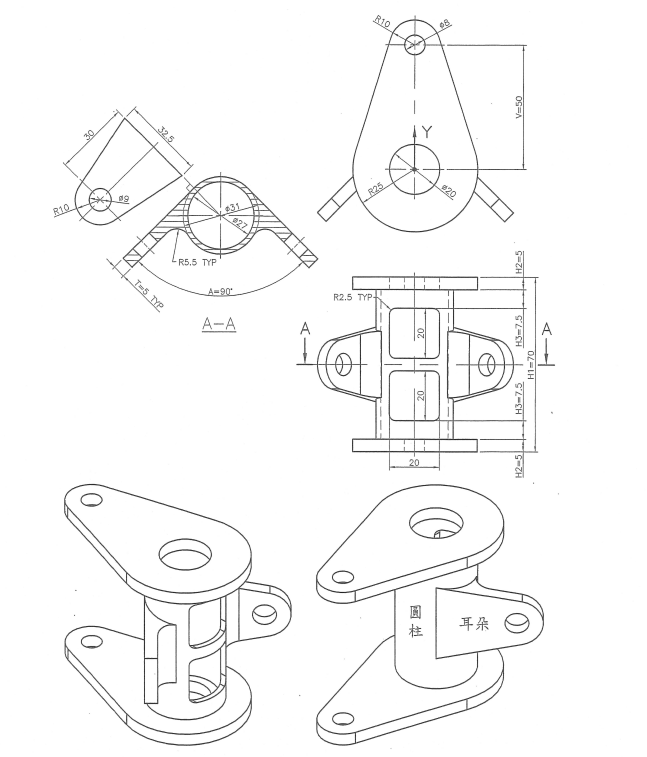 R10
ø8
V=50
Y
R25
ø20
30
32.5
R10
ø9
ø31
ø27
R5.5 TYP
A=90°
T=5 TYP
A-A
H2=5
R2.5 TYP
A
A
20
H3=7.5
H1=70
20
H3=7.5
20
H2=5
圓柱
耳朵